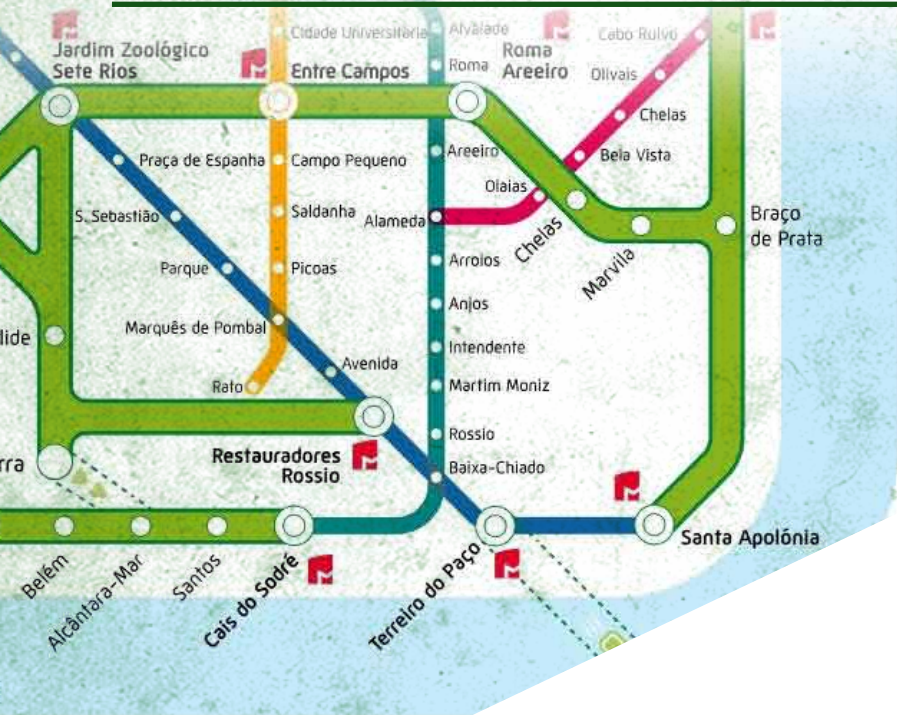 Cidade Universitária
Alvalade
Cabo Ruivo
Jardim Zoológico
Sete Rios
Entre Campos
Roma
Roma
Areeiro
Olivais
Chelas
Praça de Espanha
Campo Pequeno
Areeiro
Bela Vista
Olaias
S. Sebastião
Saldanha
Alameda
Chelas
Braço
de Prata
Parque
Picoas
Arroios
Marvila
Anjos
Marquês de Pombal
lide
Avenida
Intendente
Rato
Martim Moniz
Rossio
Restauradores
Rossio
rra
Baixa-Chiado
Belém
Alcântara-Mar
Santos
Cais do Sodré
Terreiro do Paço
Santa Apolónia